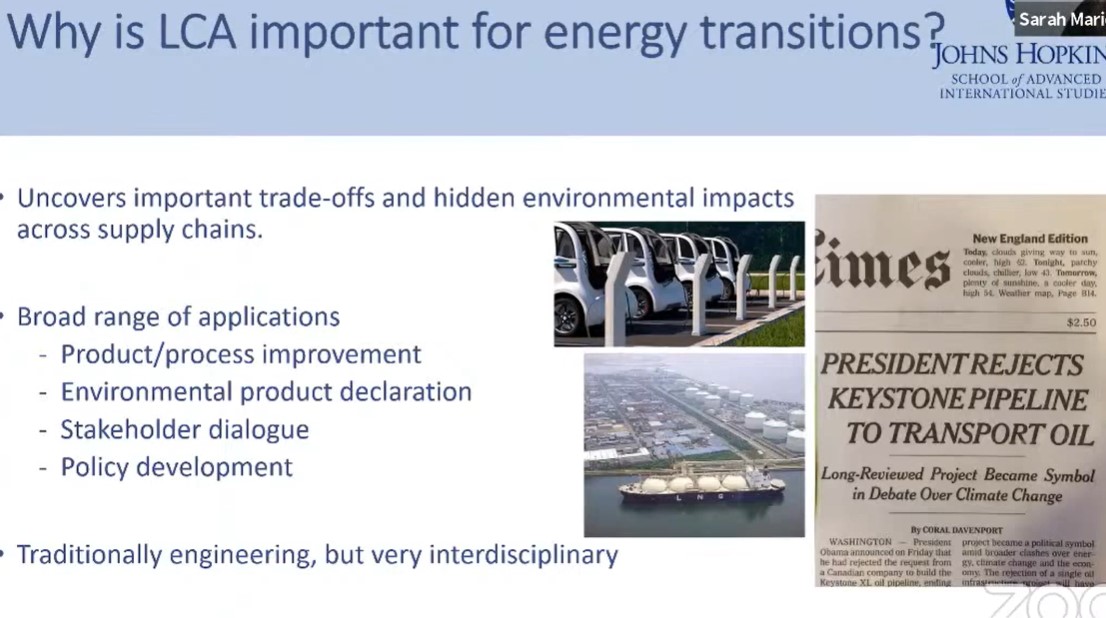 Why is LCA important for energy transitions?
Sarah Mari
JOHNS HOPKIN
SCHOOL of ADVANCED
INTERNATIONAL STUDIE
• Uncovers important trade-offs and hidden environmental impacts
across supply chains.
• Broad range of applications
- Product/process improvement
- Environmental product declaration
- Stakeholder dialogue
- Policy development
• Traditionally engineering, but very interdisciplinary
LNG
Times
New England Edition
Today, clouds giving way to sun,
cooler, high 62. Tonight, patchy
clouds, chillier, low 43. Tomorrow,
plenty of sunshine, a cooler day,
high 54. Weather map, Page B14.
$2.50
PRESIDENT REJECTS
KEYSTONE PIPELINE
TO TRANSPORT OIL
Long-Reviewed Project Became Symbol
in Debate Over Climate Change
By CORAL DAVENPORT
WASHINGTON — President
Obama announced on Friday that
he had rejected the request from
a Canadian company to build the
Keystone XL oil pipeline, ending
project became a political symbol
amid broader clashes over ener-
gy, climate change and the econ-
omy. The rejection of a single oil
infrastructure project will have
zoo